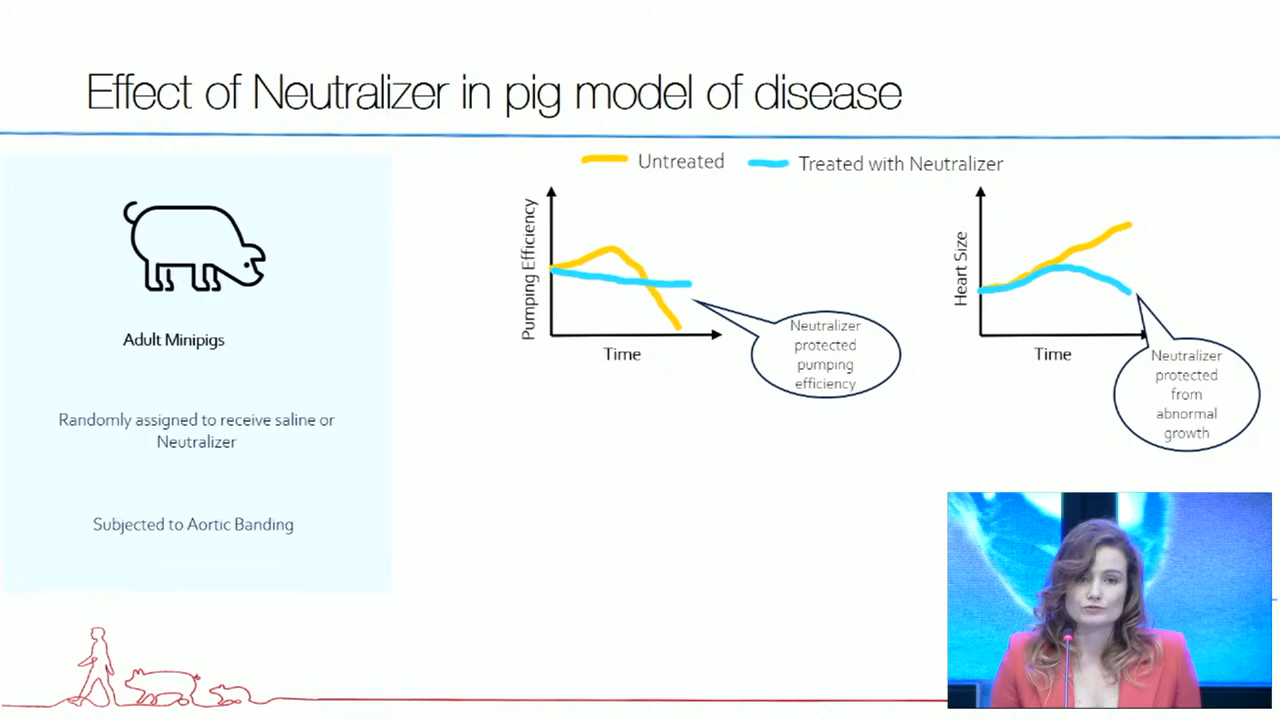 Effect of Neutralizer in pig model of disease
Untreated
Treated with Neutralizer
Adult Minipigs
Randomly assigned to receive saline or
Neutralizer
Subjected to Aortic Banding
Pumping Efficiency
Time
Neutralizer
protected
pumping
efficiency
Heart Size
Time
Neutralizer
protected
from
abnormal
growth